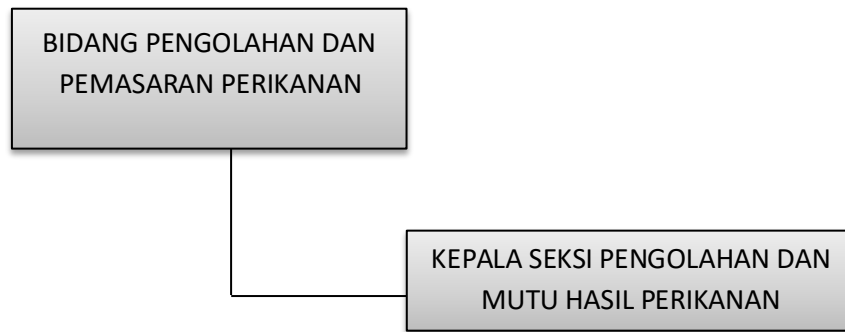 BIDANG PENGOLAHAN DAN
PEMASARAN PERIKANAN
KEPALA SEKSI PENGOLAHAN DAN
MUTU HASIL PERIKANAN